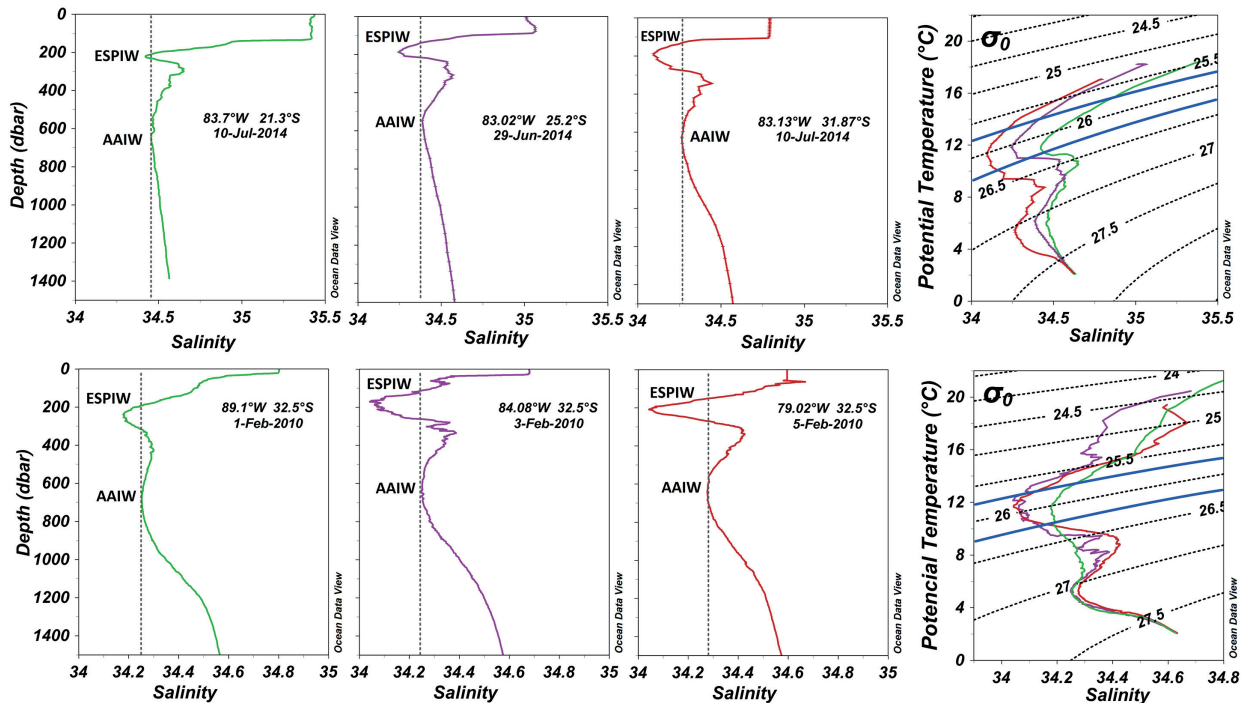 0
200
400
600
800
1000
1200
1400
Depth (dbar)
ESPIW
AAIW
83.7°W 21.3°S
10-Jul-2014
34
34.5
35
35.5
Salinity
Ocean Data View
ESPIW
AAIW
83.02°W 25.2°S
29-Jun-2014
34
34.5
35
35.5
Salinity
Ocean Data View
ESPIW
AAIW
83.13°W 31.87°S
10-Jul-2014
34
34.5
35
35.5
Salinity
Ocean Data View
σ0
20
16
12
8
4
0
Potential Temperature (°C)
24.5
25
25.5
26
26.5
27
27.5
34
34.5
35
35.5
Salinity
Ocean Data View
0
200
400
600
800
1000
1200
1400
Depth (dbar)
ESPIW
AAIW
89.1°W 32.5°S
1-Feb-2010
34
34.2
34.4
34.6
34.8
Salinity
Ocean Data View
ESPIW
AAIW
84.08°W 32.5°S
3-Feb-2010
34
34.2
34.4
34.6
34.8
Salinity
Ocean Data View
ESPIW
AAIW
79.02°W 32.5°S
5-Feb-2010
34
34.2
34.4
34.6
34.8
Salinity
Ocean Data View
σ0
20
16
12
8
4
0
Potencial Temperature (°C)
24
24.5
25
25.5
26
26.5
27
27.5
34
34.2
34.4
34.6
34.8
Salinity
Ocean Data View